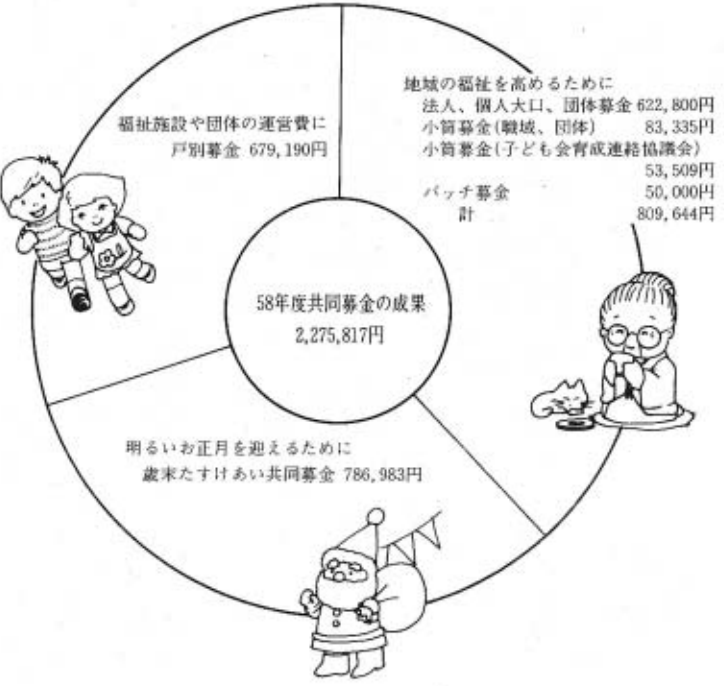 福祉施設や団体の運営費に
戸別募金 679,190円
地域の福祉を高めるために
法人、個人大口、団体募金 622,800円
小筒募金(職域、団体) 83,335円
小筒募金(子ども会育成連絡協議会)
53,509円
バッチ募金 50,000円
計 809,644円
58年度共同募金の成果
2,275,817円
明るいお正月を迎えるために
歳末たすけあい共同募金 786,983円